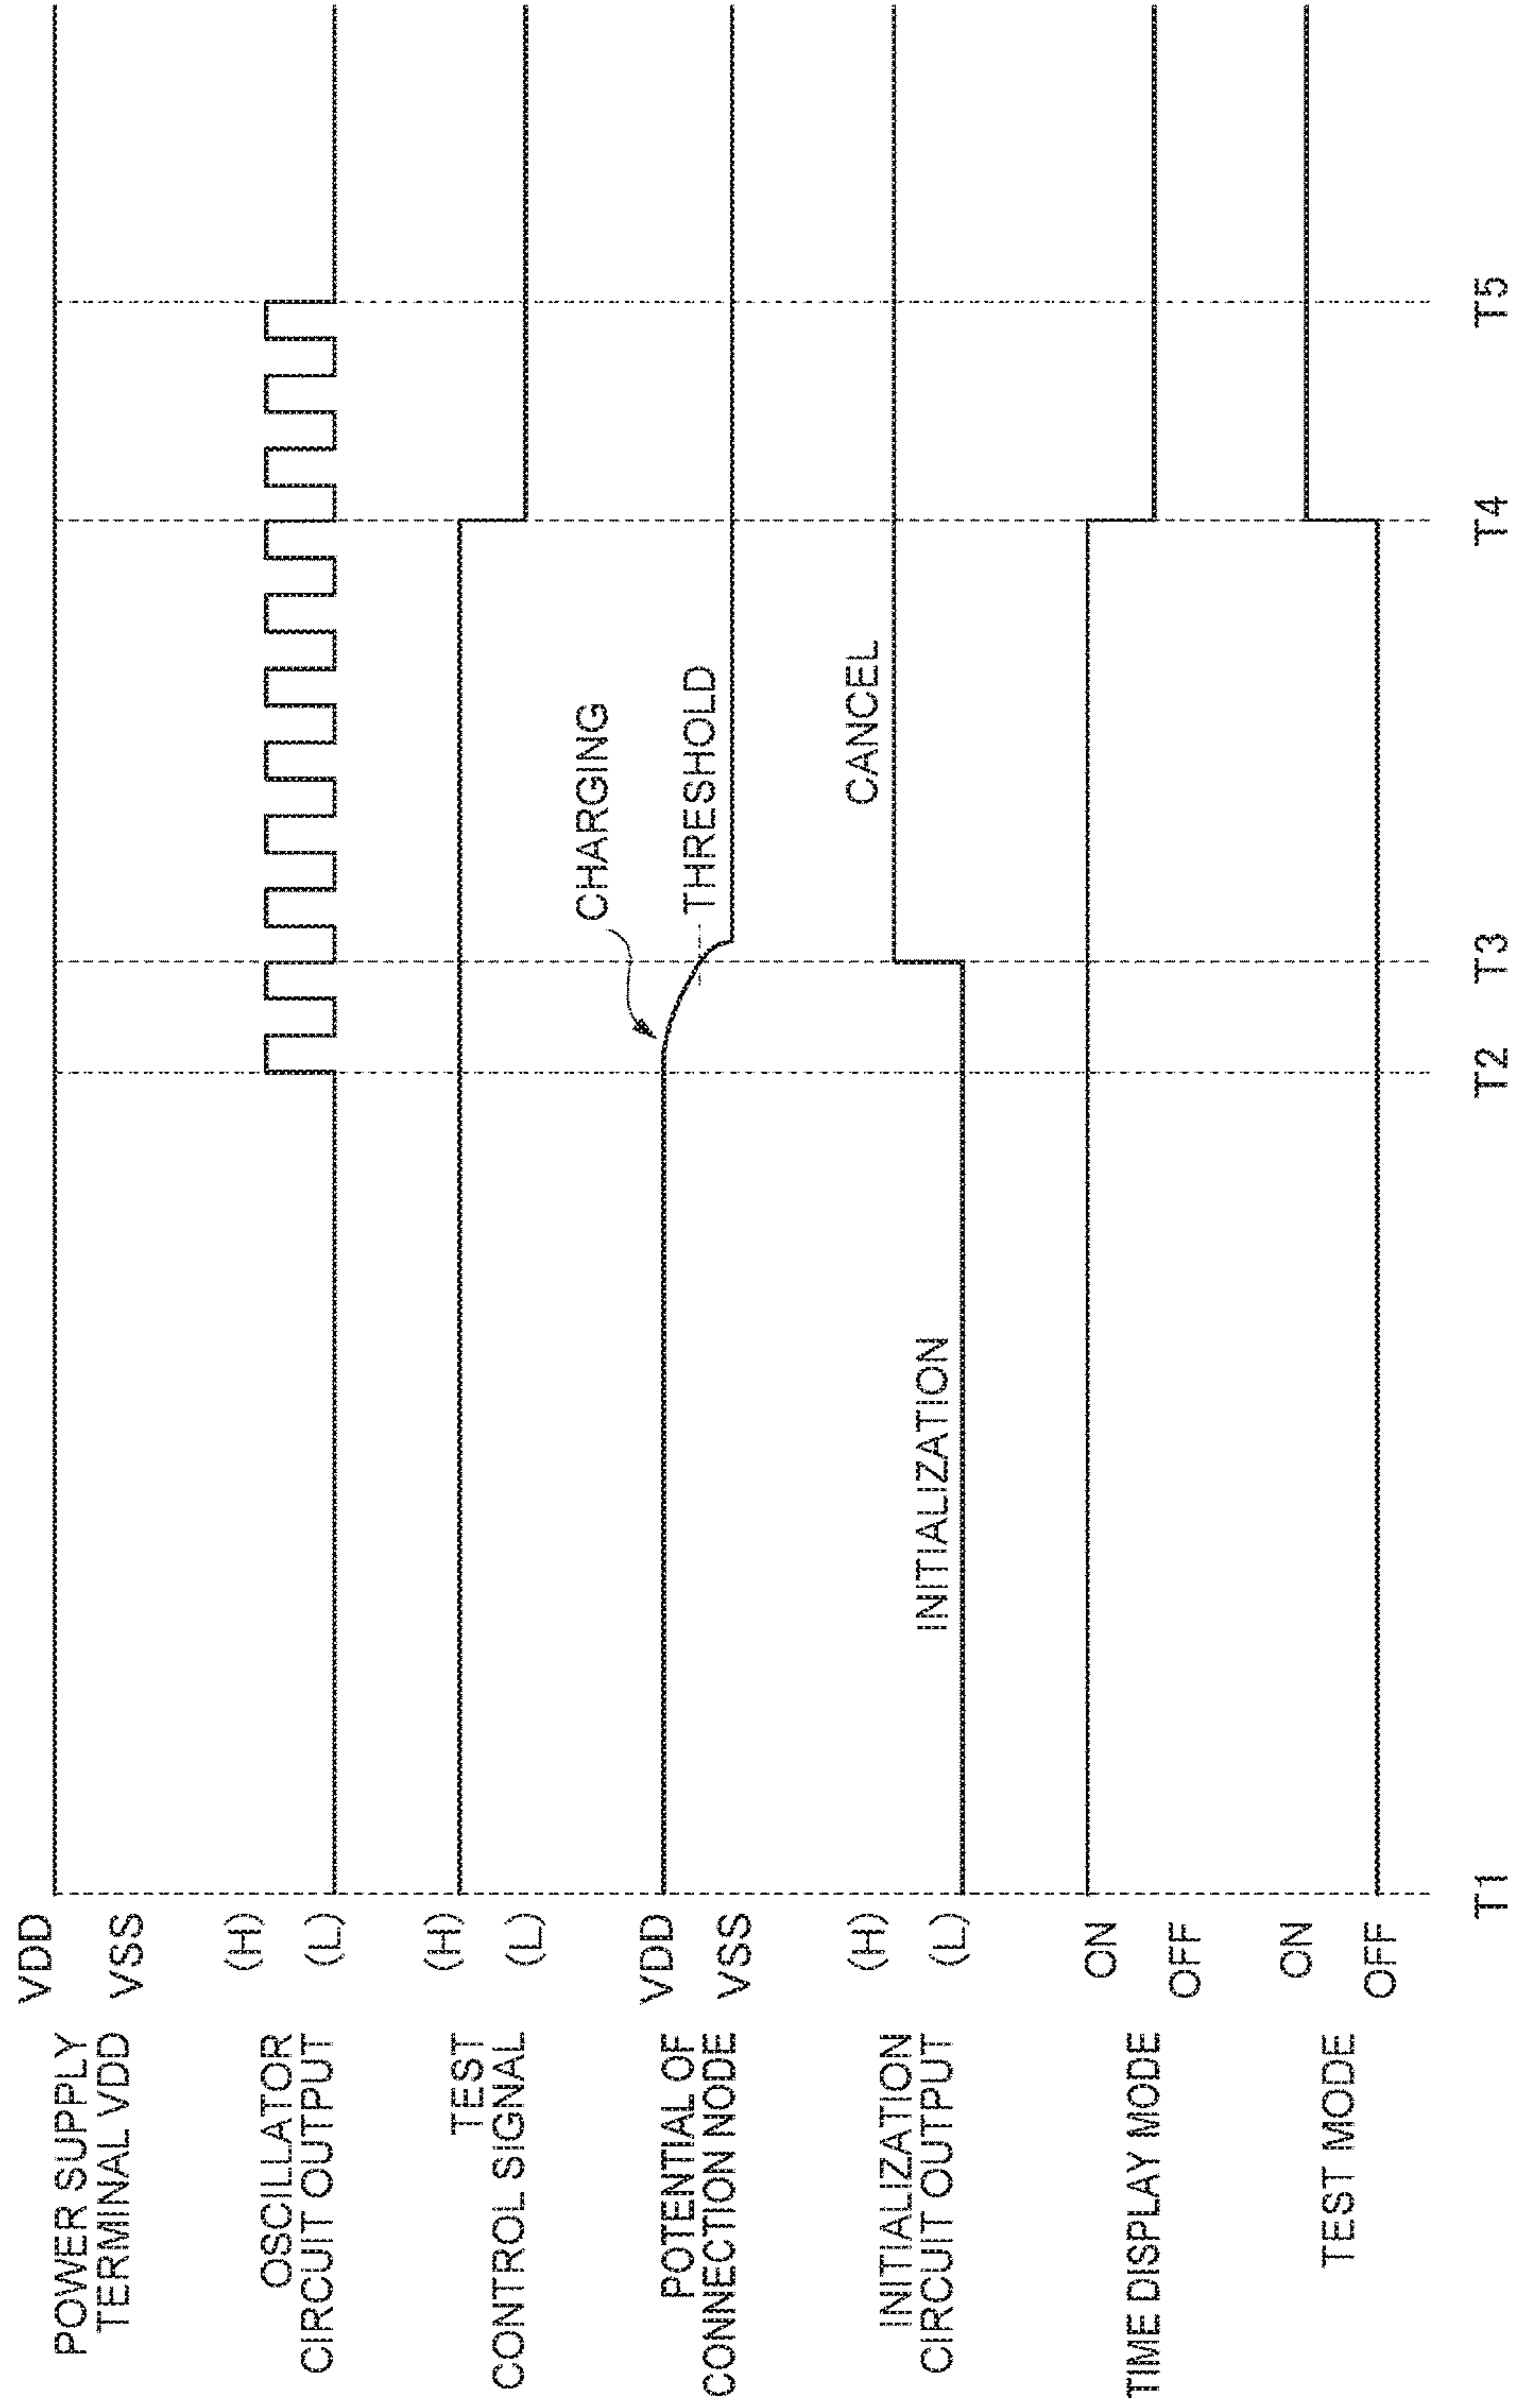 POWER SUPPLY
TERMINAL VDD
VDD
VSS
OSCILLATOR
CIRCUIT OUTPUT
(H)
(L)
TEST
CONTROL SIGNAL
(H)
(L)
POTENTIAL OF
CONNECTION NODE
VDD
VSS
CHARGING
THRESHOLD
INITIALIZATION
CIRCUIT OUTPUT
(H)
(L)
INITIALIZATION
CANCEL
TIME DISPLAY MODE
ON
OFF
TEST MODE
ON
OFF
T1
T2
T3
T4
T5